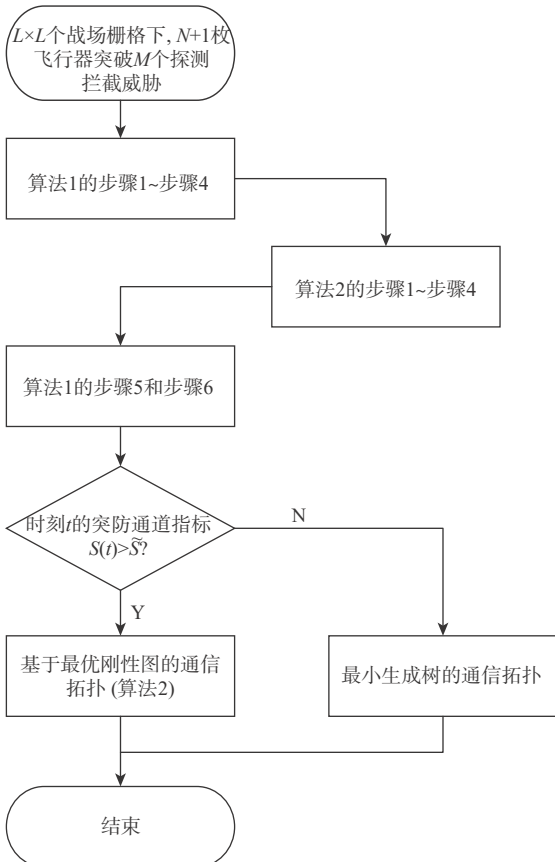 L×L个战场栅格下, N+1枚
飞行器突破M个探测
拦截威胁
算法1的步骤1~步骤4
算法2的步骤1~步骤4
算法1的步骤5和步骤6
时刻t的突防通道指标
S(t)>S̃?
N
Y
基于最优刚性图的通信
拓扑 (算法2)
最小生成树的通信拓扑
结束